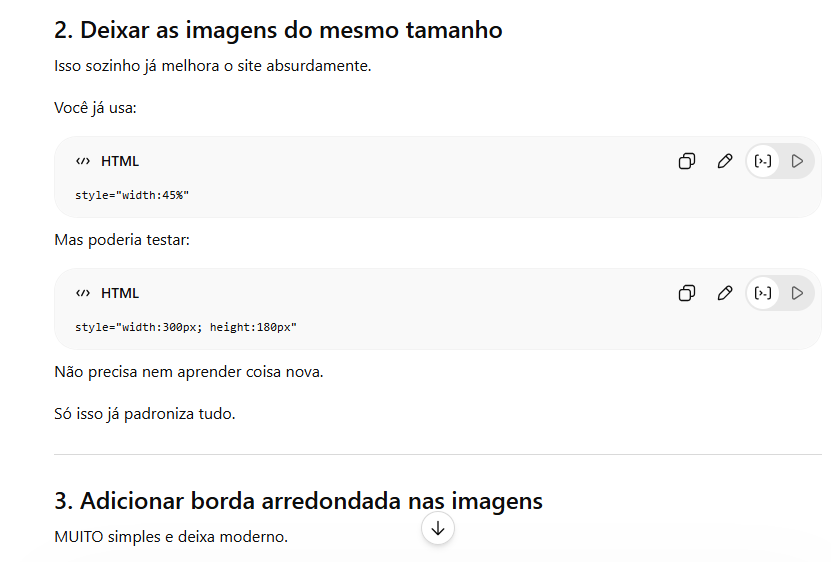 2. Deixar as imagens do mesmo tamanho
Isso sozinho já melhora o site absurdamente.
Você já usa:
HTML
style="width:45%"
Mas poderia testar:
HTML
style="width:300px; height:180px"
Não precisa nem aprender coisa nova.
Só isso já padroniza tudo.
3. Adicionar borda arredondada nas imagens
MUITO simples e deixa moderno.